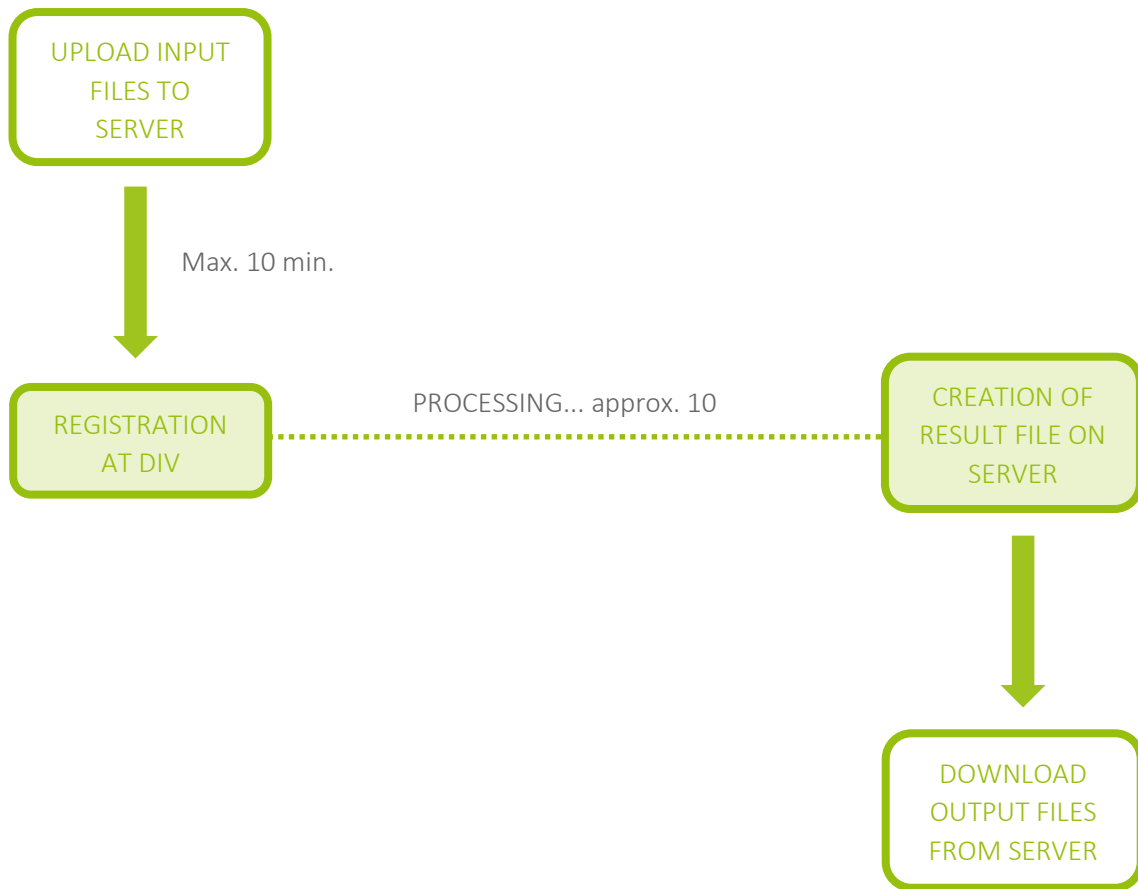 UPLOAD INPUT
FILES TO
SERVER
Max. 10 min.
REGISTRATION
AT DIV
PROCESSING... approx. 10
CREATION OF
RESULT FILE ON
SERVER
DOWNLOAD
OUTPUT FILES
FROM SERVER